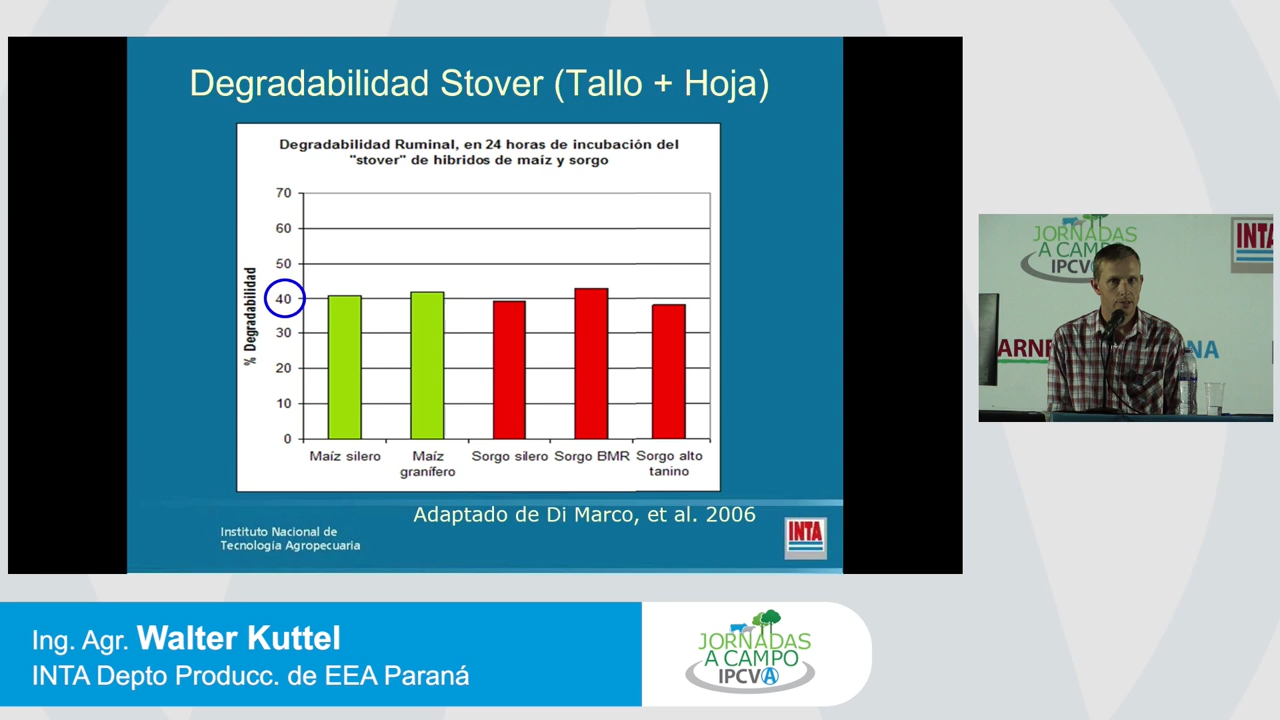 Degradabilidad Stover (Tallo + Hoja)
Degradabilidad Ruminal, en 24 horas de incubación del
"stover" de híbridos de maíz y sorgo
% Degradabilidad
70
60
50
40
30
20
10
0
Maíz silero
Maíz granífero
Sorgo silero
Sorgo BMR
Sorgo alto tanino
Adaptado de Di Marco, et al. 2006
Instituto Nacional de
Tecnología Agropecuaria
INTA
JORNADAS
A CAMPO
IPCV
INTA
ARNE
NA
Ing. Agr. Walter Kuttel
INTA Depto Producc. de EEA Paraná
JORNADAS
A CAMPO
IPCVA